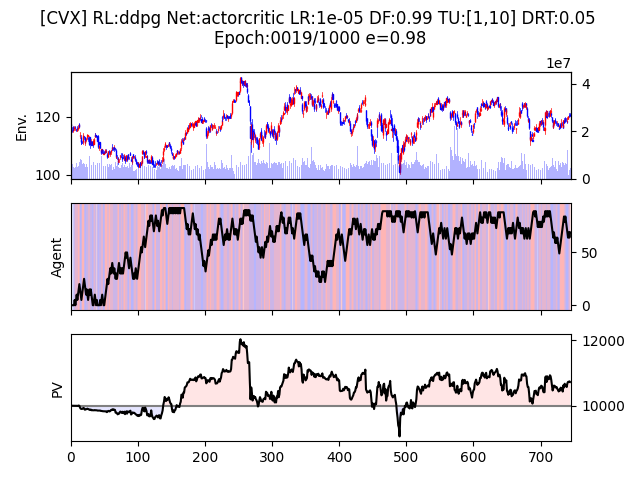 [CVX] RL:ddpg Net:actorcritic LR:1e-05 DF:0.99 TU:[1,10] DRT:0.05
Epoch:0019/1000 e=0.98
1e7
Env.
120
100
4
2
0
Agent
50
0
PV
12000
10000
0 100 200 300 400 500 600 700